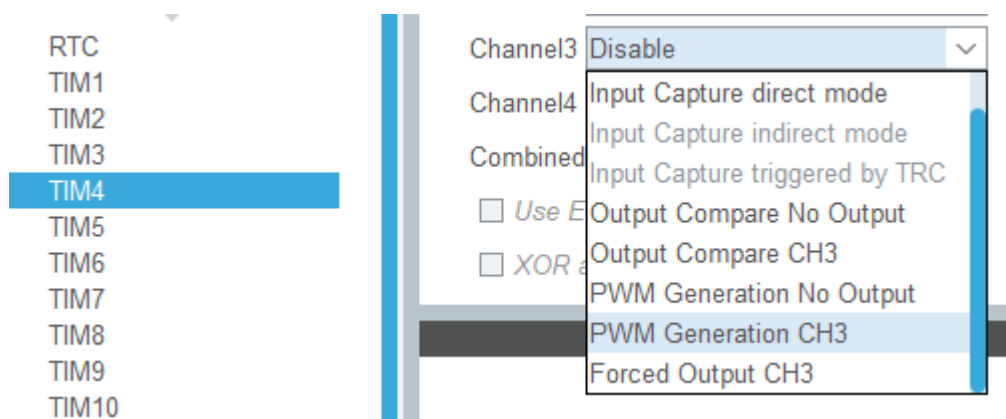 RTC
TIM1
TIM2
TIM3
TIM4
TIM5
TIM6
TIM7
TIM8
TIM9
TIM10
Channel3 Disable
Channel4
Combined
Use E
XOR a
Input Capture direct mode
Input Capture indirect mode
Input Capture triggered by TRC
Output Compare No Output
Output Compare CH3
PWM Generation No Output
PWM Generation CH3
Forced Output CH3